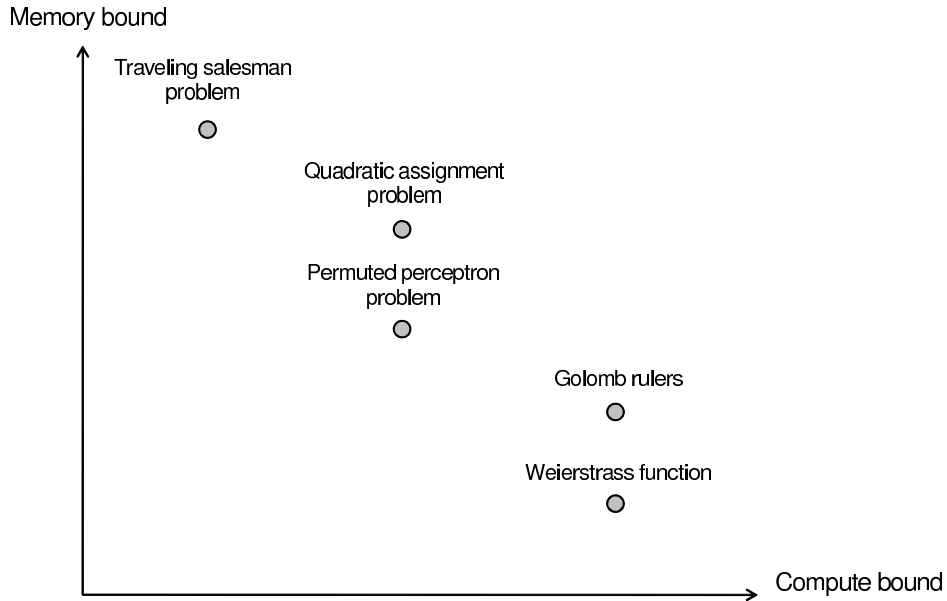 Memory bound
Traveling salesman
problem
Quadratic assignment
problem
Permuted perceptron
problem
Golomb rulers
Weierstrass function
Compute bound